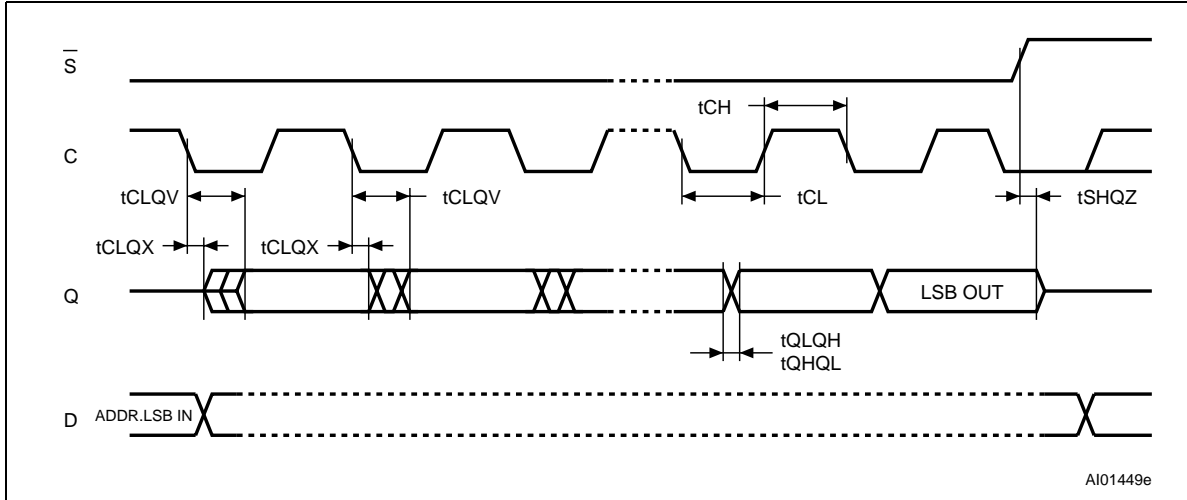 S
tCH
C
tCLQV
tCLQV
tCL
tSHQZ
tCLQX
tCLQX
Q
LSB OUT
tQLQH
tQHQL
D
ADDR.LSB IN
AI01449e